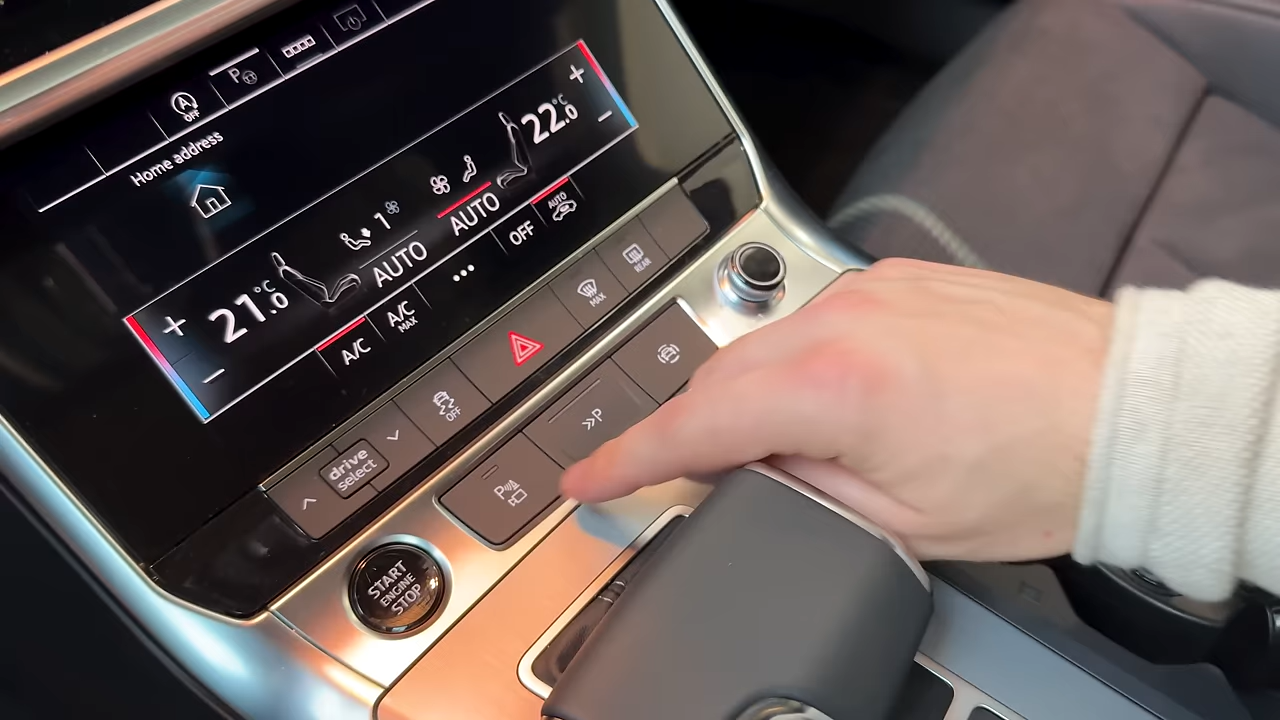 P
A
OFF
Home address
22.0 °C
+
−
1
AUTO
AUTO
21.0 °C
+
−
OFF
AUTO
A/C
A/C
MAX
•••
REAR
MAX
OFF
drive
select
P
P
START
ENGINE
STOP